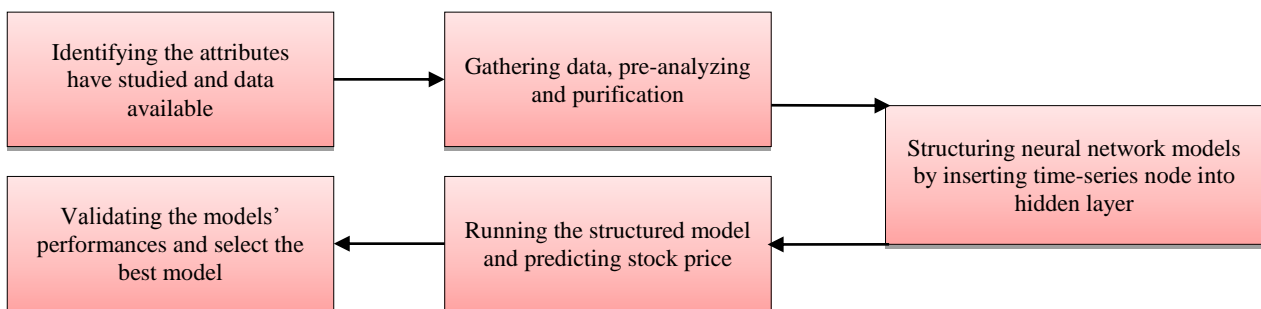 Identifying the attributes
have studied and data
available
Gathering data, pre-analyzing
and purification
Structuring neural network models
by inserting time-series node into
hidden layer
Running the structured model
and predicting stock price
Validating the models’
performances and select the
best model